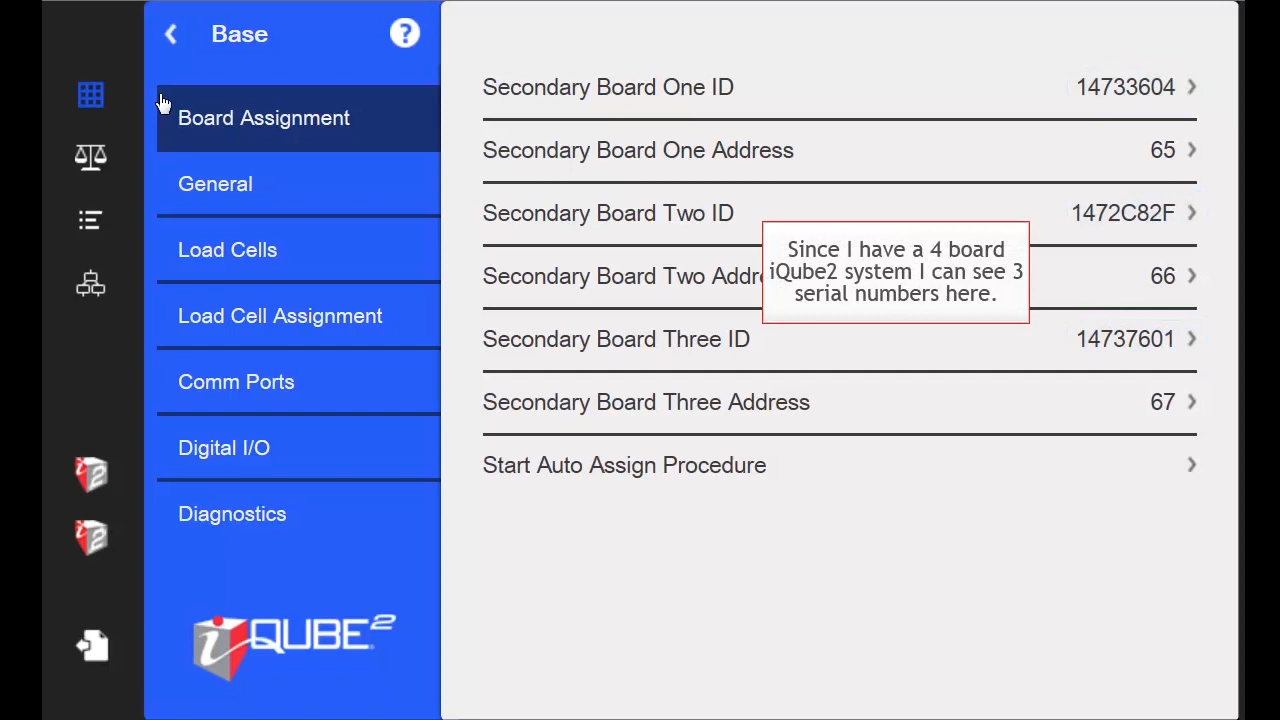 Base
?
Board Assignment
General
Load Cells
Load Cell Assignment
Comm Ports
Digital I/O
Diagnostics
i2
i2
iQUBE2
Secondary Board One ID 14733604
Secondary Board One Address 65
Secondary Board Two ID 1472C82F
Secondary Board Two Addre 66
Secondary Board Three ID 14737601
Secondary Board Three Address 67
Start Auto Assign Procedure
Since I have a 4 board
iQube2 system I can see 3
serial numbers here.